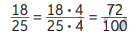 18/25 = 18 • 4/25 • 4 = 72/100